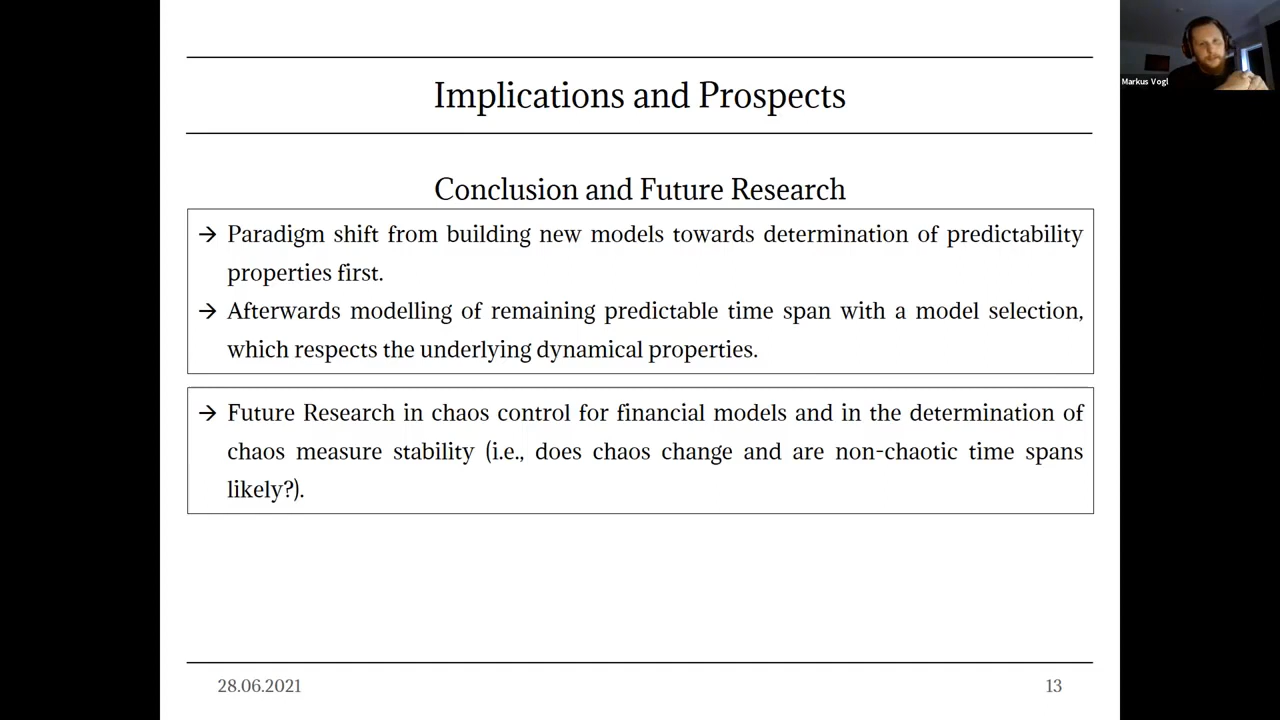 Markus Vogl
Implications and Prospects
Conclusion and Future Research
→ Paradigm shift from building new models towards determination of predictability
properties first.
→ Afterwards modelling of remaining predictable time span with a model selection,
which respects the underlying dynamical properties.
→ Future Research in chaos control for financial models and in the determination of
chaos measure stability (i.e., does chaos change and are non-chaotic time spans
likely?).
28.06.2021
13